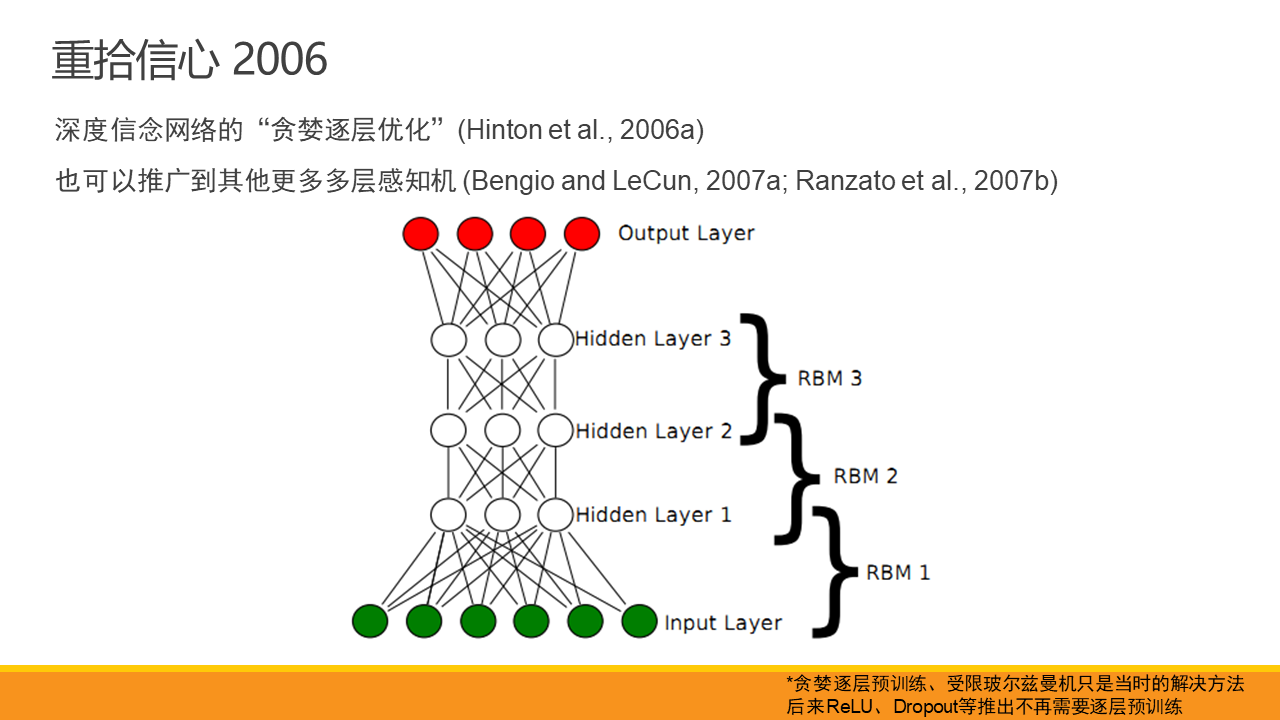 重拾信心 2006
深度信念网络的“贪婪逐层优化”(Hinton et al., 2006a)
也可以推广到其他更多多层感知机 (Bengio and LeCun, 2007a; Ranzato et al., 2007b)
Output Layer
Hidden Layer 3
RBM 3
Hidden Layer 2
RBM 2
Hidden Layer 1
RBM 1
Input Layer
*贪婪逐层预训练、受限玻尔兹曼机只是当时的解决方法
后来ReLU、Dropout等推出不再需要逐层预训练